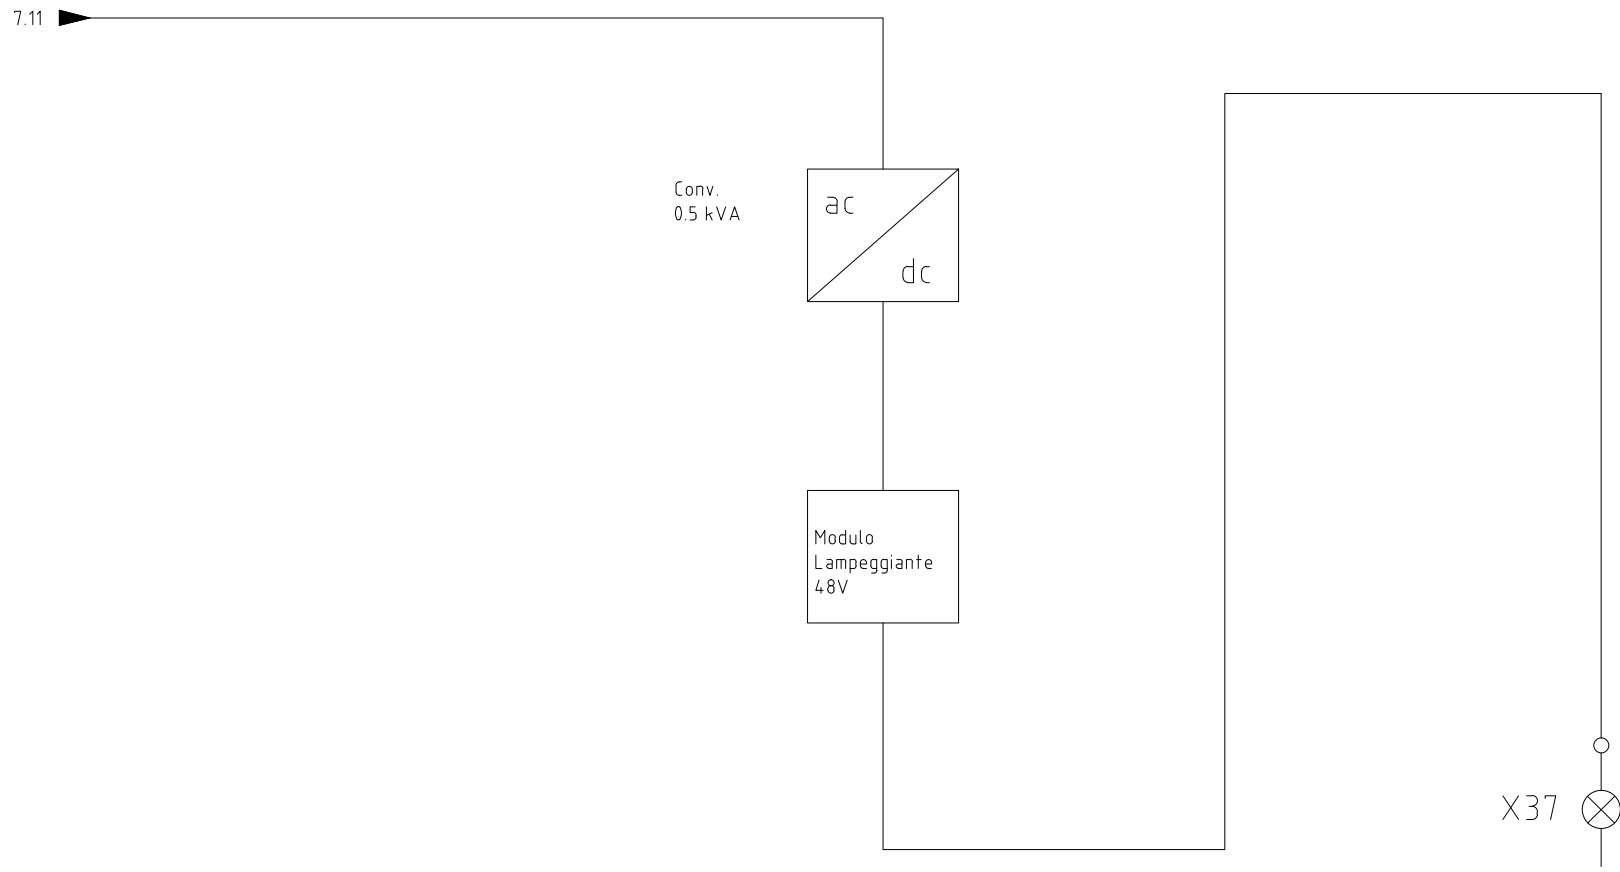 7.11
Conv.
0.5 kVA
ac
dc
Modulo
Lampeggiante
48V
X37